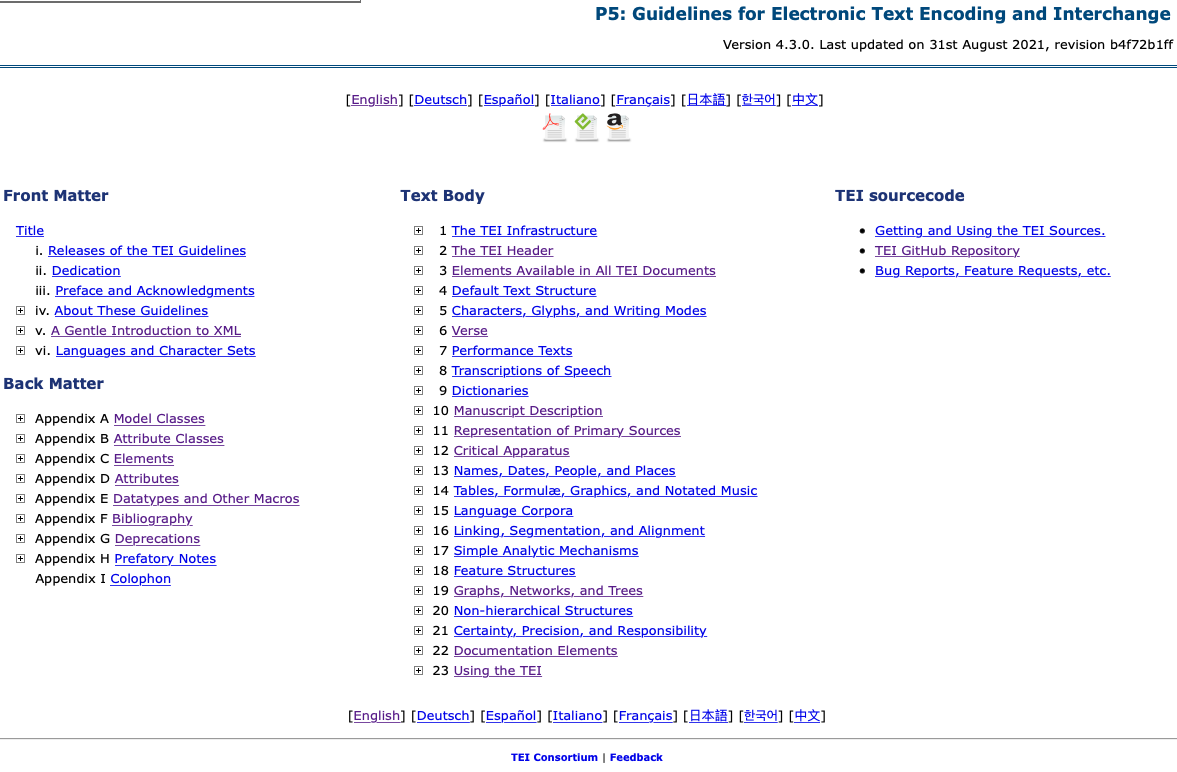 P5: Guidelines for Electronic Text Encoding and Interchange
Version 4.3.0. Last updated on 31st August 2021, revision b4f72b1ff
[English] [Deutsch] [Español] [Italiano] [Français] [日本語] [한국어] [中文]
a
Front Matter
Title
i. Releases of the TEI Guidelines
ii. Dedication
iii. Preface and Acknowledgments
iv. About These Guidelines
v. A Gentle Introduction to XML
vi. Languages and Character Sets
Back Matter
Appendix A Model Classes
Appendix B Attribute Classes
Appendix C Elements
Appendix D Attributes
Appendix E Datatypes and Other Macros
Appendix F Bibliography
Appendix G Deprecations
Appendix H Prefatory Notes
Appendix I Colophon
Text Body
1 The TEI Infrastructure
2 The TEI Header
3 Elements Available in All TEI Documents
4 Default Text Structure
5 Characters, Glyphs, and Writing Modes
6 Verse
7 Performance Texts
8 Transcriptions of Speech
9 Dictionaries
10 Manuscript Description
11 Representation of Primary Sources
12 Critical Apparatus
13 Names, Dates, People, and Places
14 Tables, Formulæ, Graphics, and Notated Music
15 Language Corpora
16 Linking, Segmentation, and Alignment
17 Simple Analytic Mechanisms
18 Feature Structures
19 Graphs, Networks, and Trees
20 Non-hierarchical Structures
21 Certainty, Precision, and Responsibility
22 Documentation Elements
23 Using the TEI
TEI sourcecode
• Getting and Using the TEI Sources.
• TEI GitHub Repository
• Bug Reports, Feature Requests, etc.
[English] [Deutsch] [Español] [Italiano] [Français] [日本語] [한국어] [中文]
TEI Consortium | Feedback